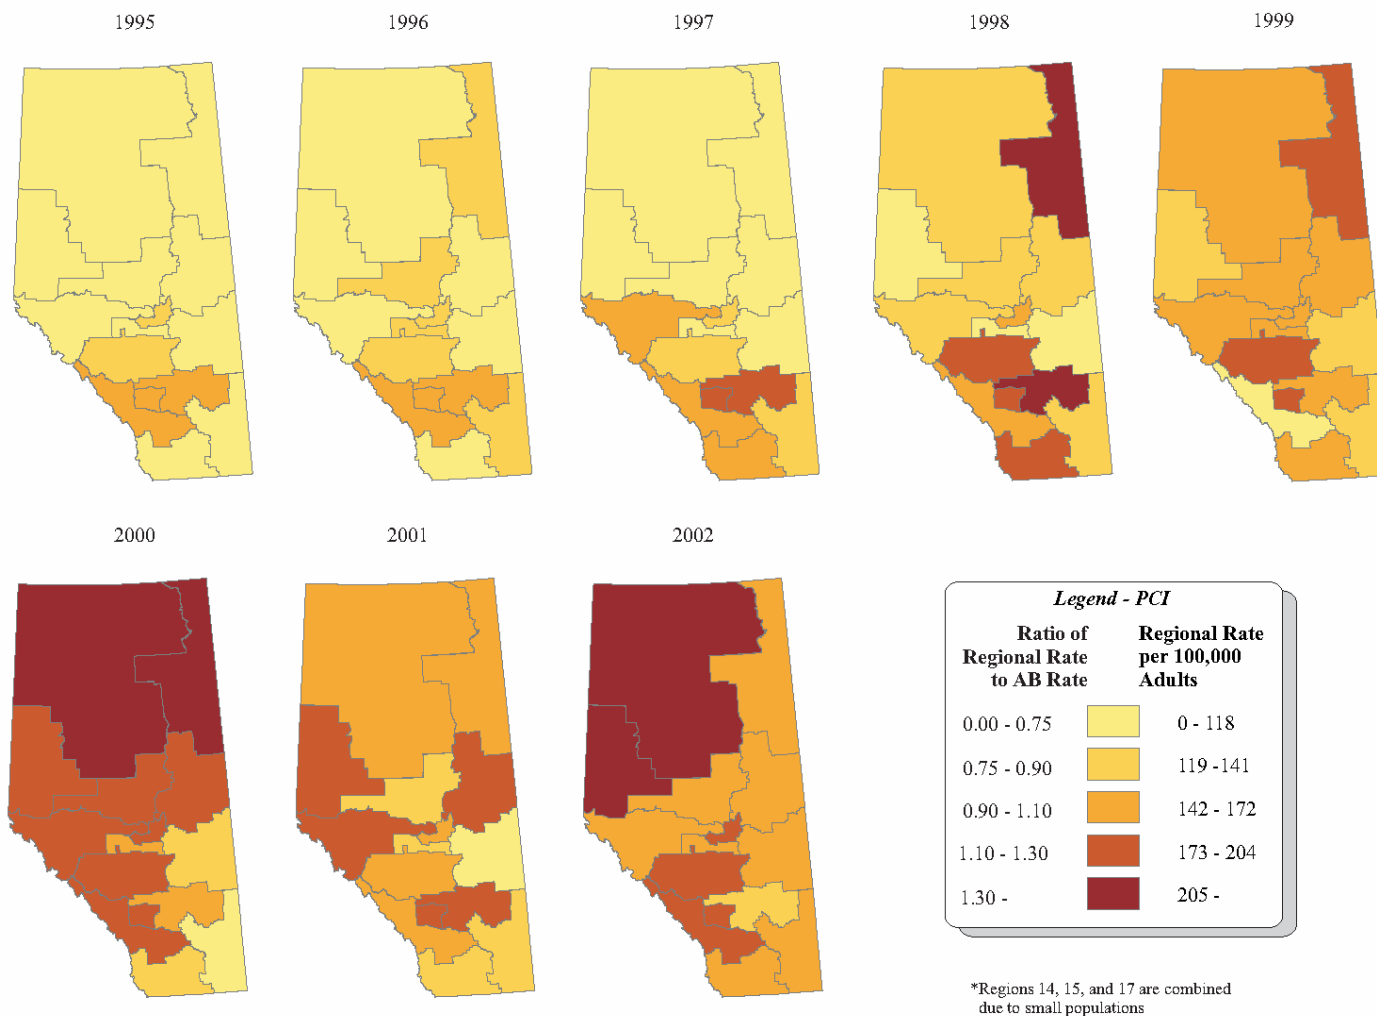 1995
1996
1997
1998
1999
2000
2001
2002
Legend - PCI
Ratio of
Regional Rate
to AB Rate
Regional Rate
per 100,000
Adults
0.00 - 0.75
0 - 118
0.75 - 0.90
119 -141
0.90 - 1.10
142 - 172
1.10 - 1.30
173 - 204
1.30 -
205 -
*Regions 14, 15, and 17 are combined
due to small populations